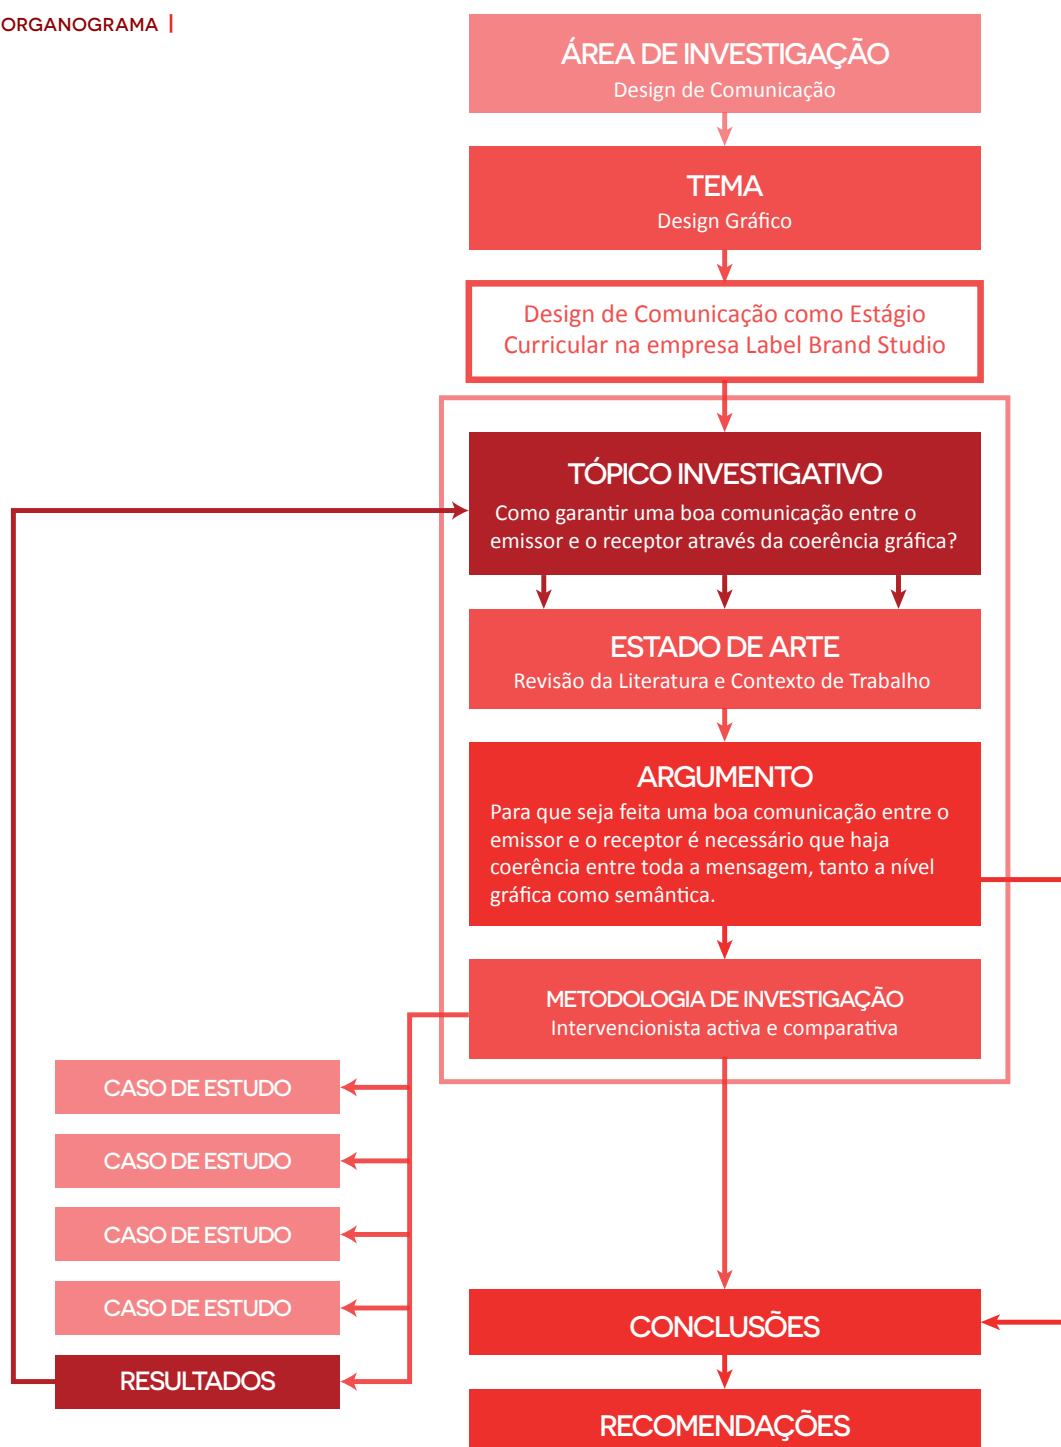 ORGANOGRAMA |
ÁREA DE INVESTIGAÇÃO
Design de Comunicação
TEMA
Design Gráfico
Design de Comunicação como Estágio
Curricular na empresa Label Brand Studio
TÓPICO INVESTIGATIVO
Como garantir uma boa comunicação entre o
emissor e o receptor através da coerência gráfica?
ESTADO DE ARTE
Revisão da Literatura e Contexto de Trabalho
ARGUMENTO
Para que seja feita uma boa comunicação entre o
emissor e o receptor é necessário que haja
coerência entre toda a mensagem, tanto a nível
gráfica como semântica.
METODOLOGIA DE INVESTIGAÇÃO
Intervencionista activa e comparativa
CASO DE ESTUDO
CASO DE ESTUDO
CASO DE ESTUDO
CASO DE ESTUDO
RESULTADOS
CONCLUSÕES
RECOMENDAÇÕES